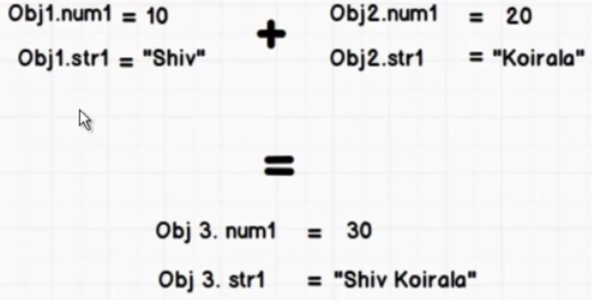 Obj1.num1 = 10 + Obj2.num1 = 20
Obj1.str1 = "Shiv" Obj2.str1 = "Koirala"
=
Obj 3. num1 = 30
Obj 3. str1 = "Shiv Koirala"